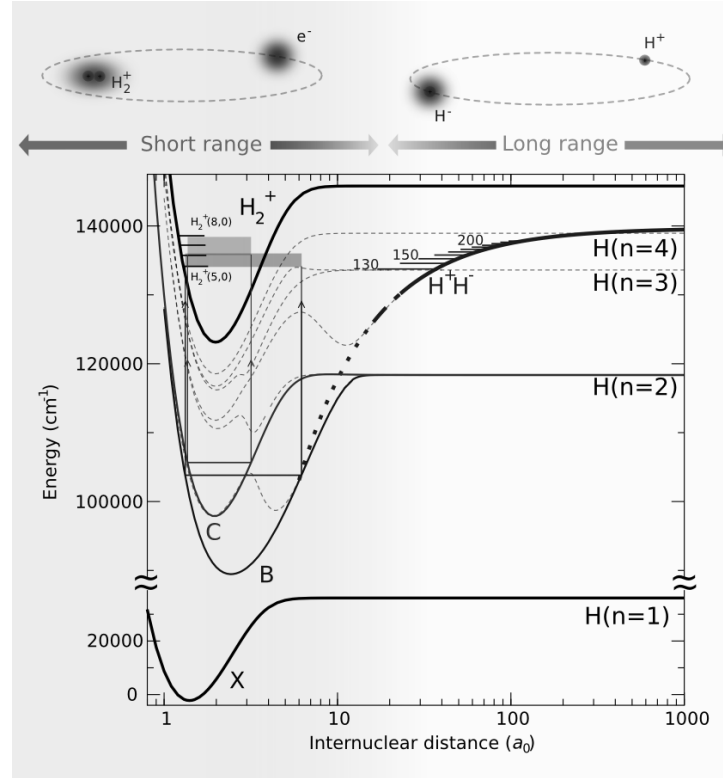 e⁻
H⁺
H₂⁺
H⁻
Short range
Long range
H₂⁺
H₂⁺(8,0)
140000
200
H(n=4)
150
130
H₂⁺(5,0)
H⁺H⁻
H(n=3)
120000
H(n=2)
Energy (cm⁻¹)
100000
C
B
H(n=1)
20000
X
0
1
10
100
1000
Internuclear distance (a₀)